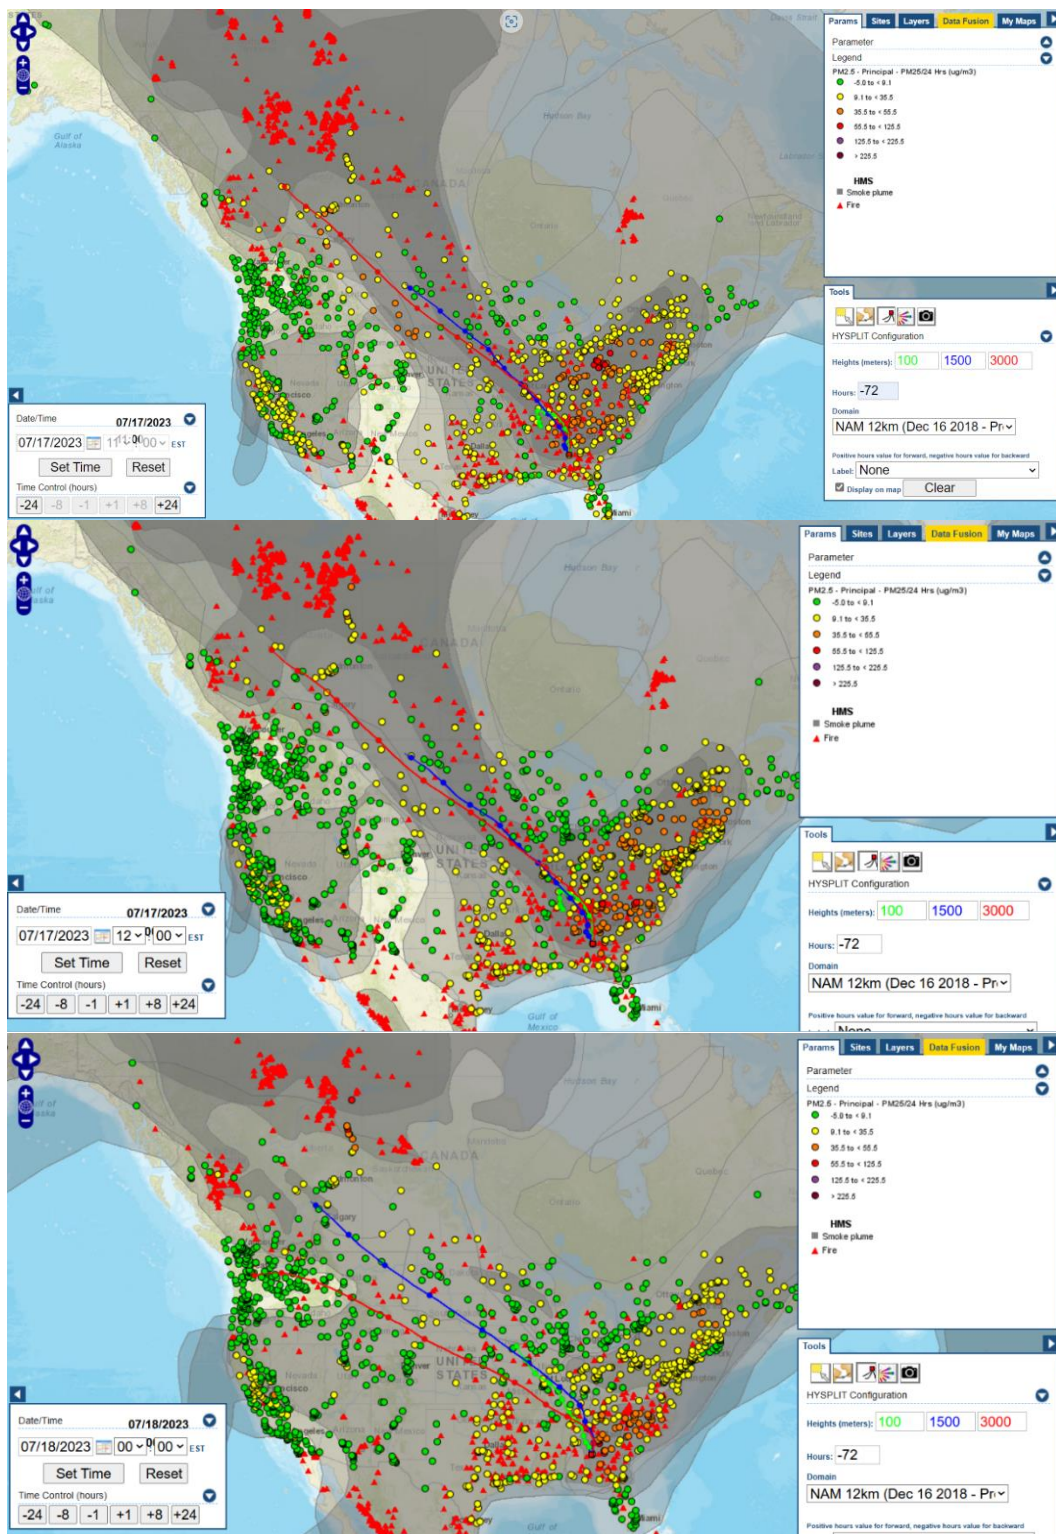 Params Sites Layers Data Fusion My Maps
Parameter
Legend
PM2.5 - Principal - PM25/24 Hrs (ug/m3)
-5.0 to < 9.1
9.1 to < 35.5
35.5 to < 55.5
55.5 to < 125.5
125.5 to < 225.5
> 225.5
HMS
Smoke plume
Fire
Gulf of
Alaska
Hudson Bay
CANADA
Ontario
Tools
HYSPLIT Configuration
Heights (meters): 100 1500 3000
Hours: -72
Domain
NAM 12km (Dec 16 2018 - Pr
Positive hours value for forward, negative hours value for backward
Label: None
Display on map Clear
Nevada
UNITED
STATES
Kansas
Dallas
Miami
Date/Time 07/17/2023
07/17/2023 11 00 EST
Set Time Reset
Time Control (hours)
-24 -8 -1 +1 +8 +24
Params Sites Layers Data Fusion My Maps
Parameter
Legend
PM2.5 - Principal - PM25/24 Hrs (ug/m3)
-5.0 to < 9.1
9.1 to < 35.5
35.5 to < 55.5
55.5 to < 125.5
125.5 to < 225.5
> 225.5
HMS
Smoke plume
Fire
Hudson Bay
CANADA
Ontario
Quebec
Tools
HYSPLIT Configuration
Heights (meters): 100 1500 3000
Hours: -72
Domain
NAM 12km (Dec 16 2018 - Pr
Positive hours value for forward, negative hours value for backward
Nevada
STATES
Kansas
Dallas
Miami
Gulf of
Mexico
Date/Time 07/17/2023
07/17/2023 12 : 00 EST
Set Time Reset
Time Control (hours)
-24 -8 -1 +1 +8 +24
Params Sites Layers Data Fusion My Maps
Parameter
Legend
PM2.5 - Principal - PM25/24 Hrs (ug/m3)
-5.0 to < 9.1
9.1 to < 35.5
35.5 to < 55.5
55.5 to < 125.5
125.5 to < 225.5
> 225.5
HMS
Smoke plume
Fire
Hudson Bay
CANADA
Ontario
Quebec
Tools
HYSPLIT Configuration
Heights (meters): 100 1500 3000
Hours: -72
Domain
NAM 12km (Dec 16 2018 - Pr
Positive hours value for forward, negative hours value for backward
Nevada
STATES
Kansas
Dallas
Miami
Gulf of
Date/Time 07/18/2023
07/18/2023 00 : 00 EST
Set Time Reset
Time Control (hours)
-24 -8 -1 +1 +8 +24